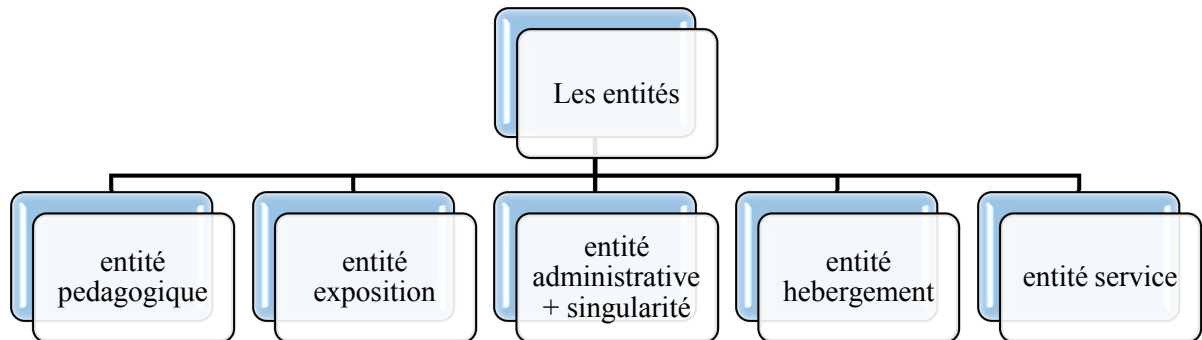 Les entités
entité
pedagogique
entité
exposition
entité
administrative
+ singularité
entité
hebergement
entité service